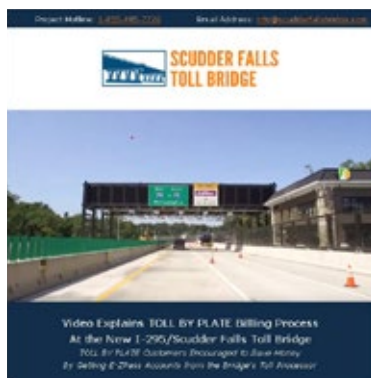 Project Hotline:
Email Address:
SCUDDER FALLS
TOLL BRIDGE
Video Explains TOLL BY PLATE Billing Process
At the New I-295/Scudder Falls Toll Bridge
TOLL BY PLATE Customers Encouraged to Save Money
By Getting E-ZPass Accounts from the Bridge's Toll Processor